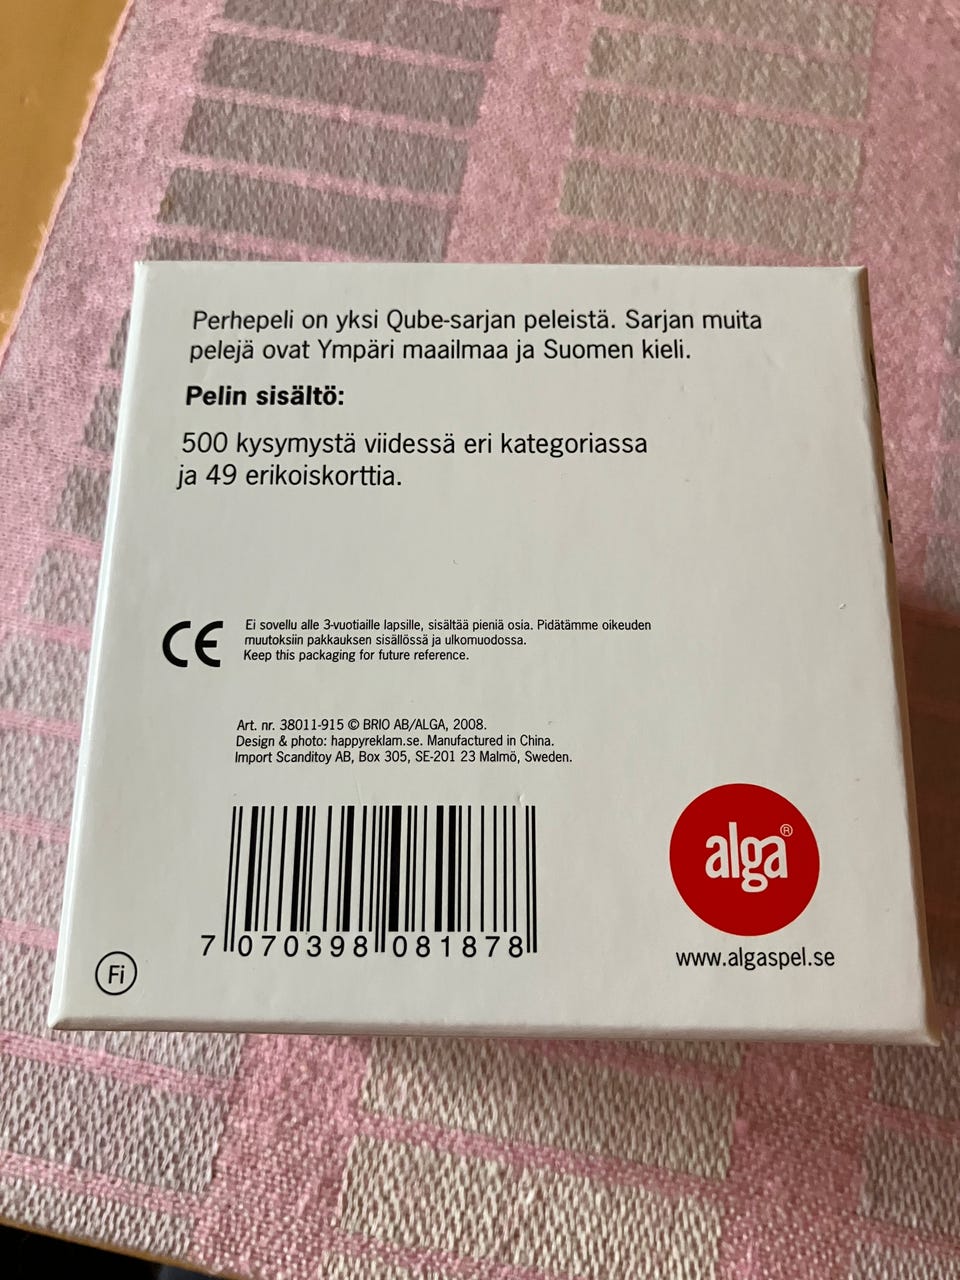 Perhepeli on yksi Qube-sarjan peleistä. Sarjan muita
pelejä ovat Ympäri maailmaa ja Suomen kieli.
Pelin sisältö:
500 kysymystä viidessä eri kategoriassa
ja 49 erikoiskorttia.
CE
Ei sovellu alle 3-vuotiaille lapsille, sisältää pieniä osia. Pidätämme oikeuden
muutoksiin pakkauksen sisällössä ja ulkomuodossa.
Keep this packaging for future reference.
Art. nr. 38011-915 © BRIO AB/ALGA, 2008.
Design & photo: happyreklam.se. Manufactured in China.
Import Scanditoy AB, Box 305, SE-201 23 Malmö, Sweden.
alga®
7 070398 081878
www.algaspel.se
Fi